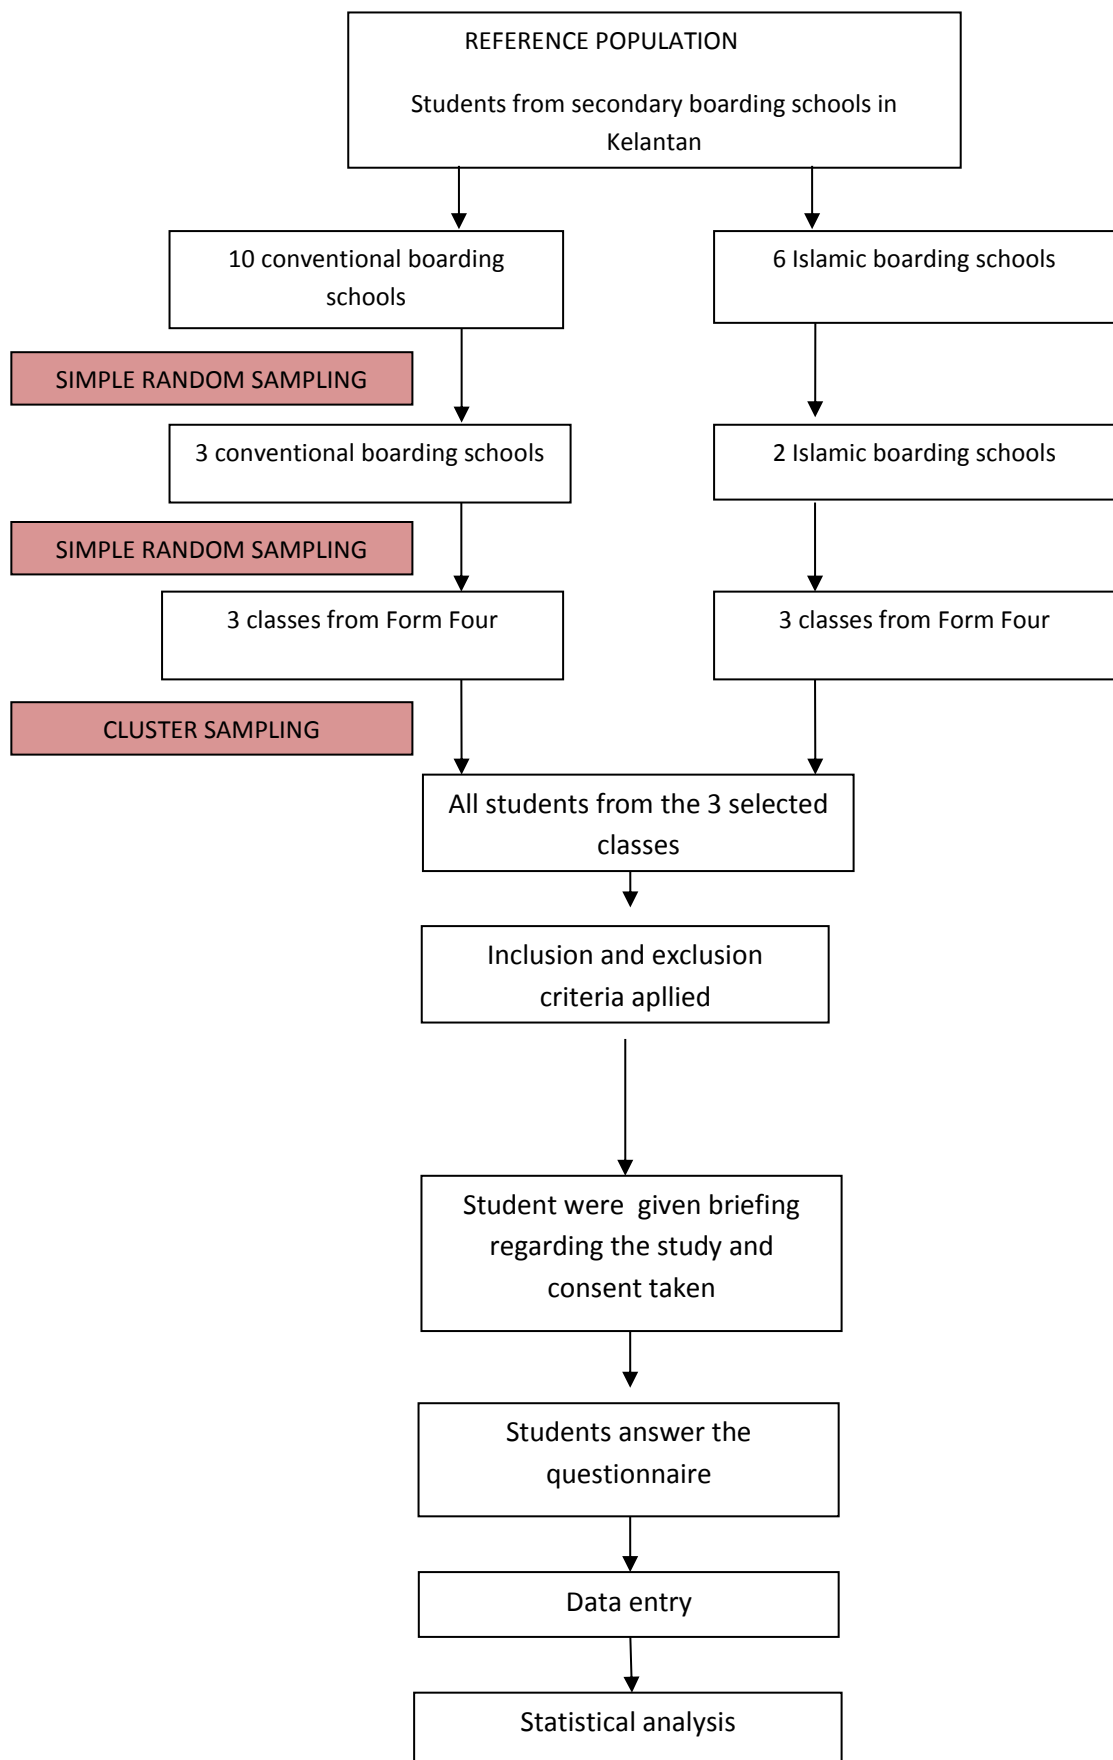 REFERENCE POPULATION
Students from secondary boarding schools in
Kelantan
10 conventional boarding
schools
6 Islamic boarding schools
SIMPLE RANDOM SAMPLING
3 conventional boarding schools
2 Islamic boarding schools
SIMPLE RANDOM SAMPLING
3 classes from Form Four
3 classes from Form Four
CLUSTER SAMPLING
All students from the 3 selected
classes
Inclusion and exclusion
criteria apllied
Student were given briefing
regarding the study and
consent taken
Students answer the
questionnaire
Data entry
Statistical analysis